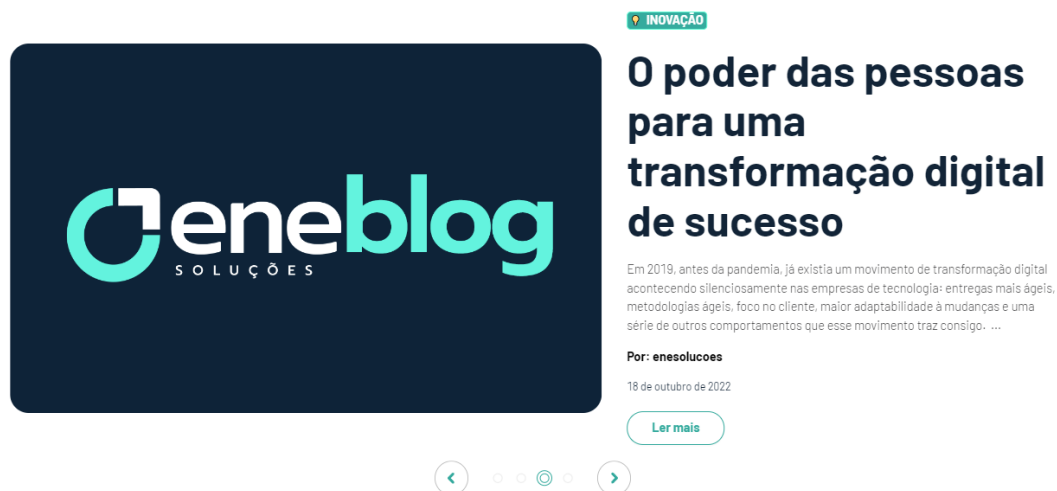 INOVAÇÃO
O poder das pessoas
para uma
transformação digital
de sucesso
eneblog
SOLUÇÕES
Em 2019, antes da pandemia, já existia um movimento de transformação digital
acontecendo silenciosamente nas empresas de tecnologia: entregas mais ágeis,
metodologias ágeis, foco no cliente, maior adaptabilidade à mudanças e uma
série de outros comportamentos que esse movimento traz consigo. ...
Por: enesolucoes
18 de outubro de 2022
Ler mais